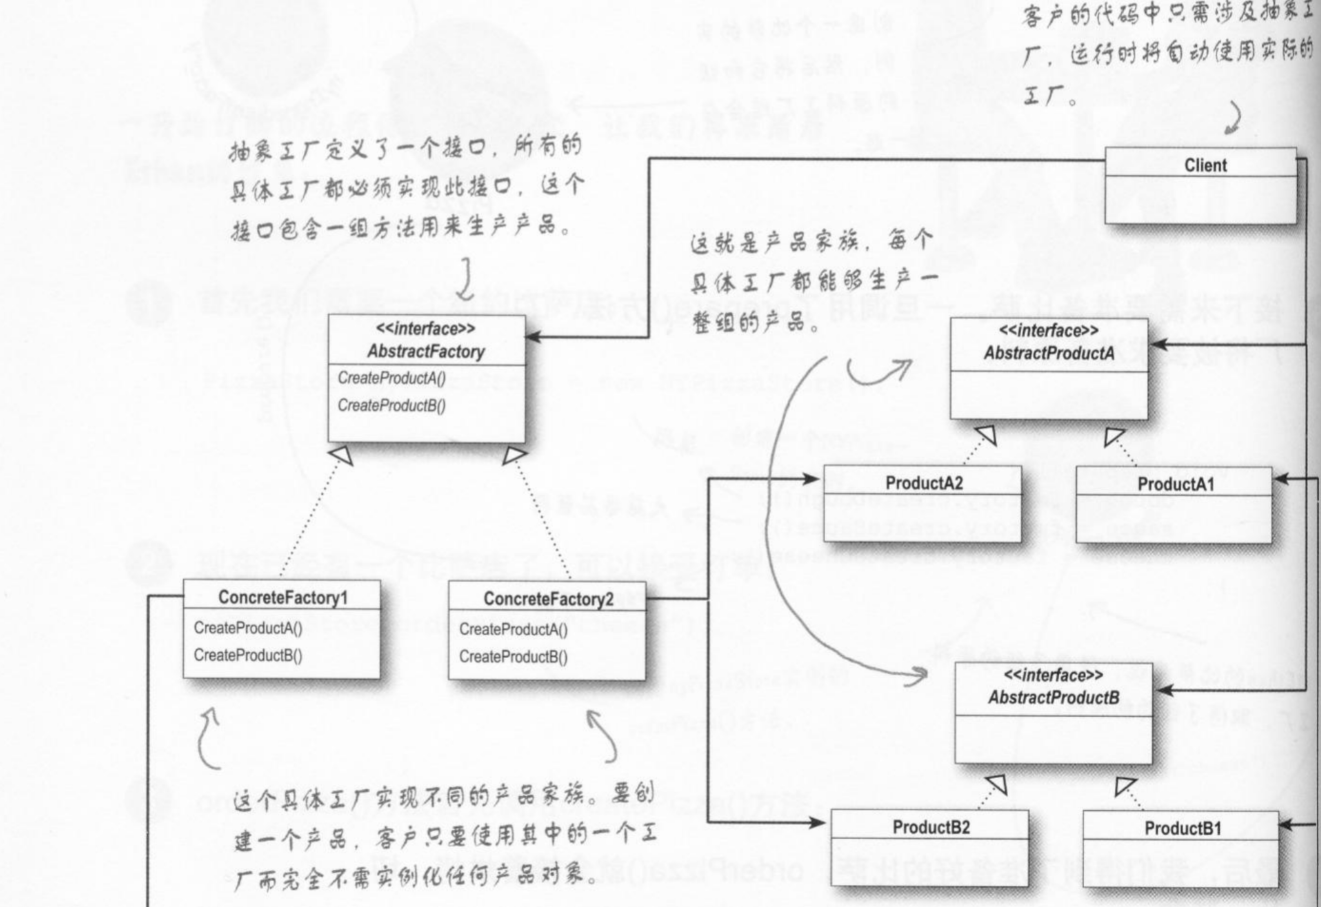 客户的代码中只需涉及抽象工
厂，运行时将自动使用实际的
工厂。
Client
抽象工厂定义了一个接口，所有的
具体工厂都必须实现此接口，这个
接口包含一组方法用来生产产品。
这就是产品家族，每个
具体工厂都能够生产一
整组的产品。
<<interface>>
AbstractFactory
CreateProductA()
CreateProductB()
<<interface>>
AbstractProductA
ProductA2
ProductA1
ConcreteFactory1
CreateProductA()
CreateProductB()
ConcreteFactory2
CreateProductA()
CreateProductB()
<<interface>>
AbstractProductB
ProductB2
ProductB1
这个具体工厂实现不同的产品家族。要创
建一个产品，客户只要使用其中的一个工
厂而完全不需实例化任何产品对象。